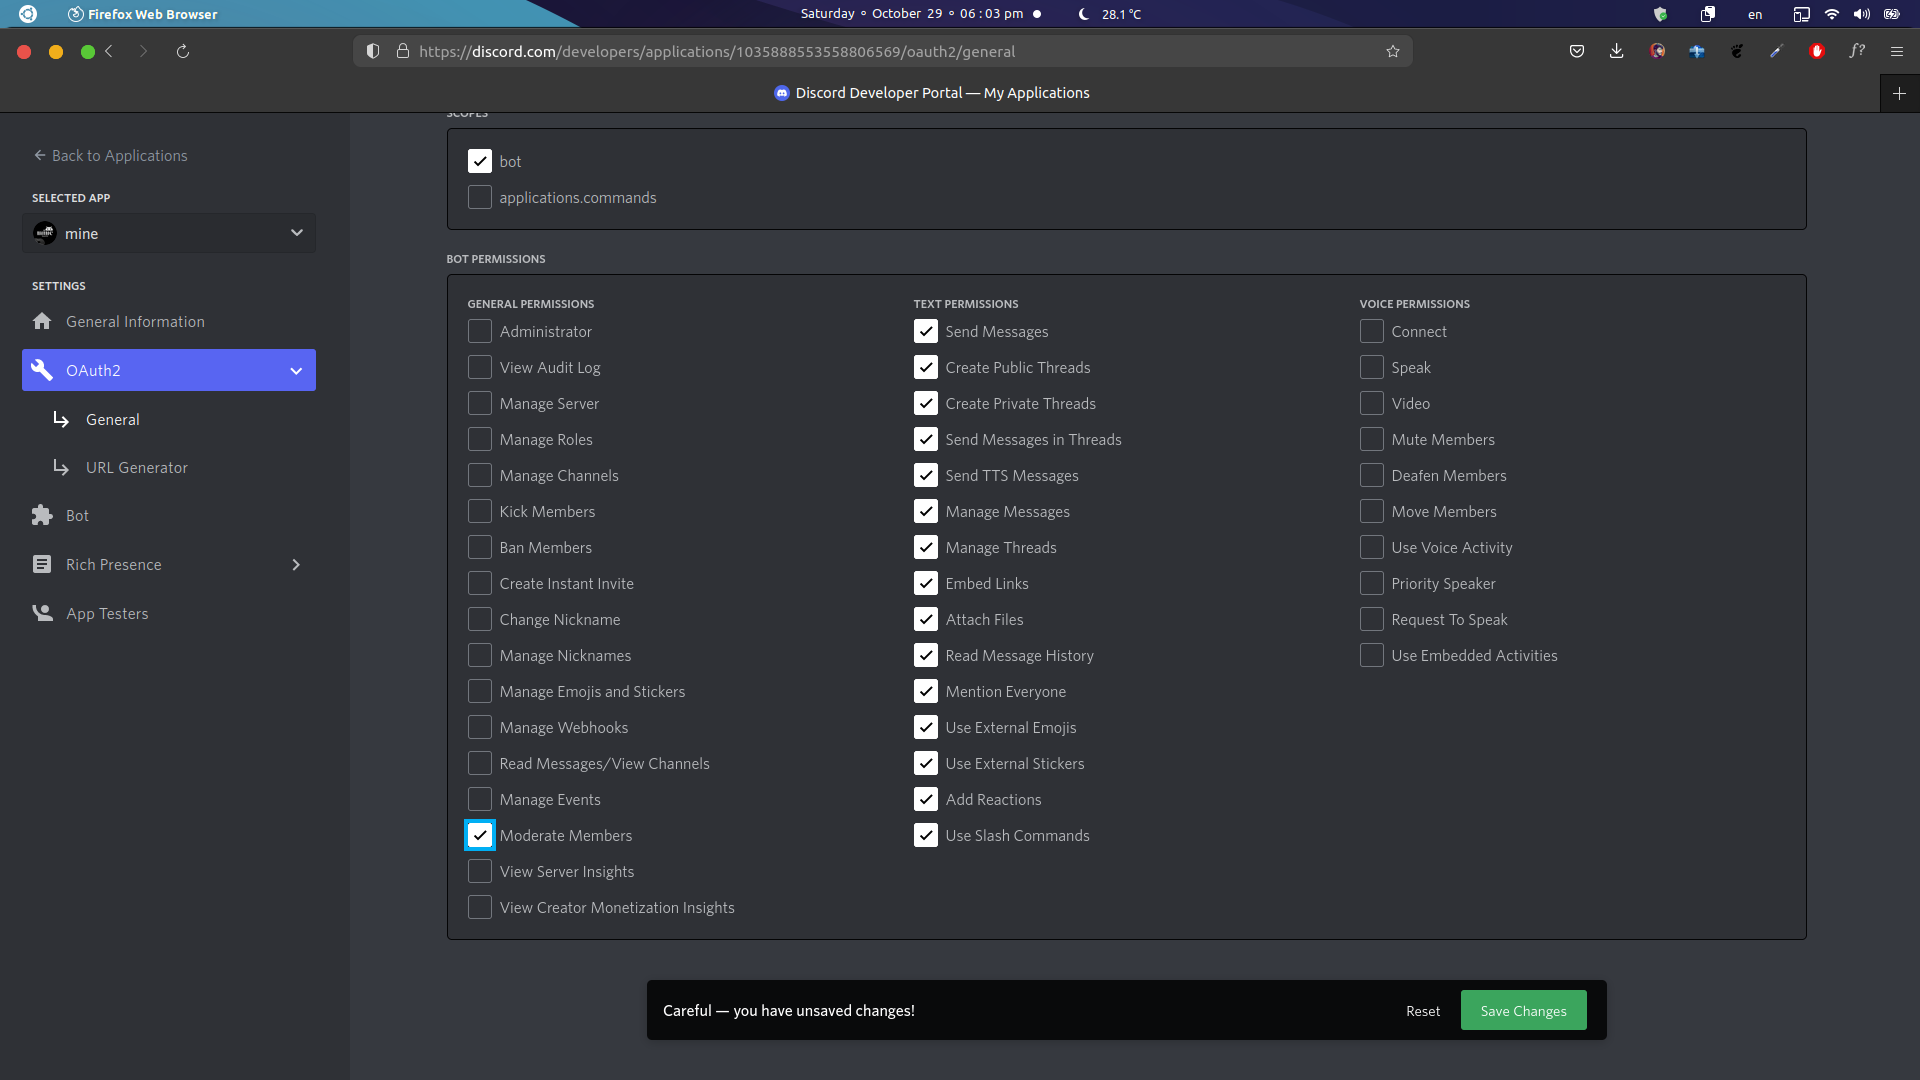 Firefox Web Browser
Saturday ∘ October 29 ∘ 06 : 03 pm
28.1 °C
en
https://discord.com/developers/applications/1035888553558806569/oauth2/general
f?
Discord Developer Portal — My Applications
Back to Applications
SELECTED APP
mine
SETTINGS
General Information
OAuth2
General
URL Generator
Bot
Rich Presence
App Testers
SCOPES
bot
applications.commands
BOT PERMISSIONS
GENERAL PERMISSIONS
Administrator
View Audit Log
Manage Server
Manage Roles
Manage Channels
Kick Members
Ban Members
Create Instant Invite
Change Nickname
Manage Nicknames
Manage Emojis and Stickers
Manage Webhooks
Read Messages/View Channels
Manage Events
Moderate Members
View Server Insights
View Creator Monetization Insights
TEXT PERMISSIONS
Send Messages
Create Public Threads
Create Private Threads
Send Messages in Threads
Send TTS Messages
Manage Messages
Manage Threads
Embed Links
Attach Files
Read Message History
Mention Everyone
Use External Emojis
Use External Stickers
Add Reactions
Use Slash Commands
VOICE PERMISSIONS
Connect
Speak
Video
Mute Members
Deafen Members
Move Members
Use Voice Activity
Priority Speaker
Request To Speak
Use Embedded Activities
Careful — you have unsaved changes!
Reset
Save Changes